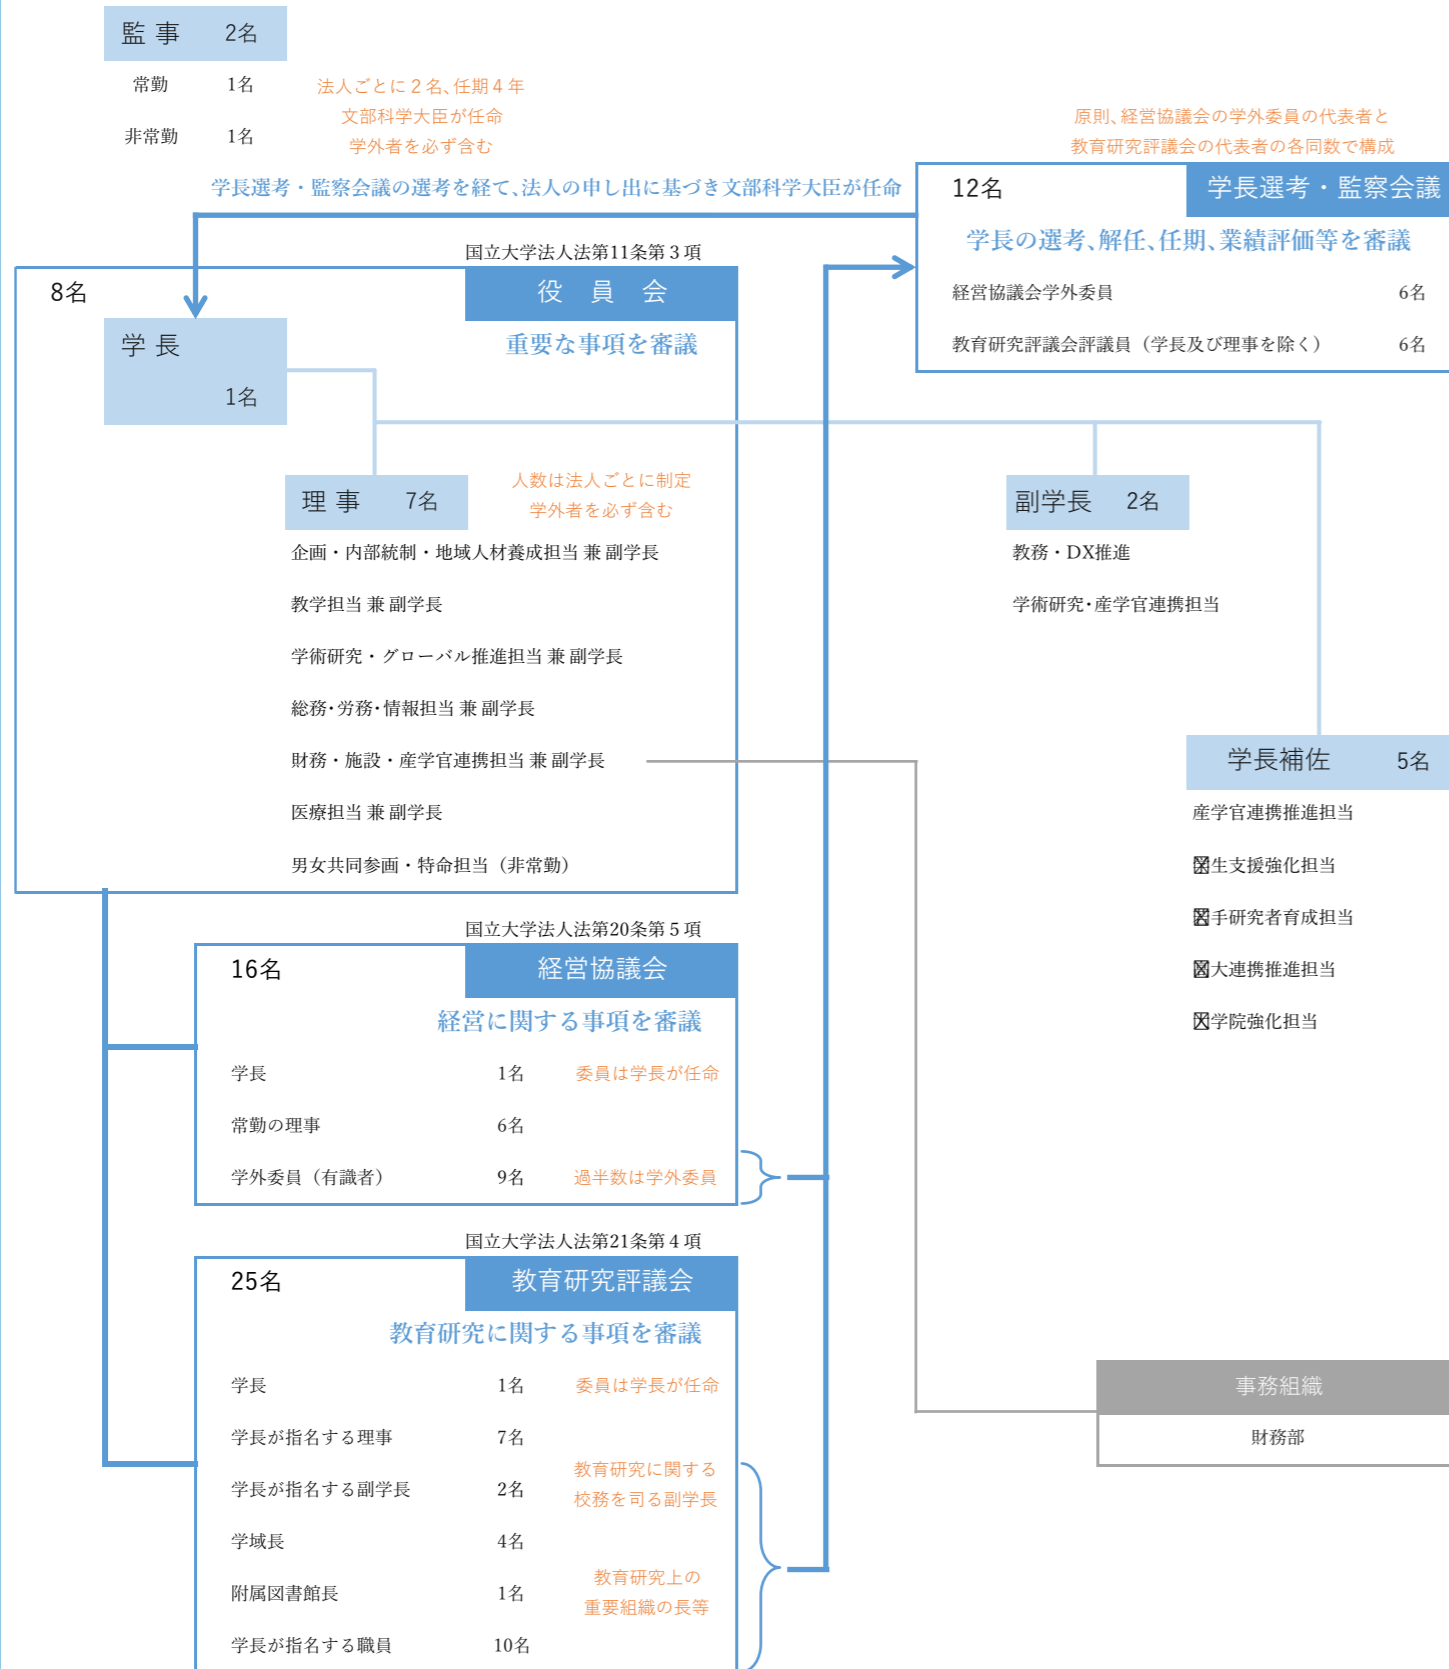 監 事 2名
常勤 1名
非常勤 1名
法人ごとに２名、任期４年
文部科学大臣が任命
学外者を必ず含む
原則、経営協議会の学外委員の代表者と
教育研究評議会の代表者の各同数で構成
学長選考・監察会議の選考を経て、法人の申し出に基づき文部科学大臣が任命
12名 学長選考・監察会議
学長の選考、解任、任期、業績評価等を審議
経営協議会学外委員 6名
教育研究評議会評議員（学長及び理事を除く） 6名
国立大学法人法第11条第３項
8名 役 員 会
重要な事項を審議
学 長
1名
理 事 7名
人数は法人ごとに制定
学外者を必ず含む
企画・内部統制・地域人材養成担当 兼 副学長
教学担当 兼 副学長
学術研究・グローバル推進担当 兼 副学長
総務・労務・情報担当 兼 副学長
財務・施設・産学官連携担当 兼 副学長
医療担当 兼 副学長
男女共同参画・特命担当（非常勤）
副学長 2名
教務・DX推進
学術研究・産学官連携担当
学長補佐 5名
産学官連携推進担当
生支援強化担当
手研究者育成担当
大連携推進担当
学院強化担当
国立大学法人法第20条第５項
16名 経営協議会
経営に関する事項を審議
学長 1名 委員は学長が任命
常勤の理事 6名
学外委員（有識者） 9名 過半数は学外委員
国立大学法人法第21条第４項
25名 教育研究評議会
教育研究に関する事項を審議
学長 1名 委員は学長が任命
学長が指名する理事 7名
学長が指名する副学長 2名
教育研究に関する
校務を司る副学長
学域長 4名
附属図書館長 1名
教育研究上の
重要組織の長等
学長が指名する職員 10名
事務組織
財務部